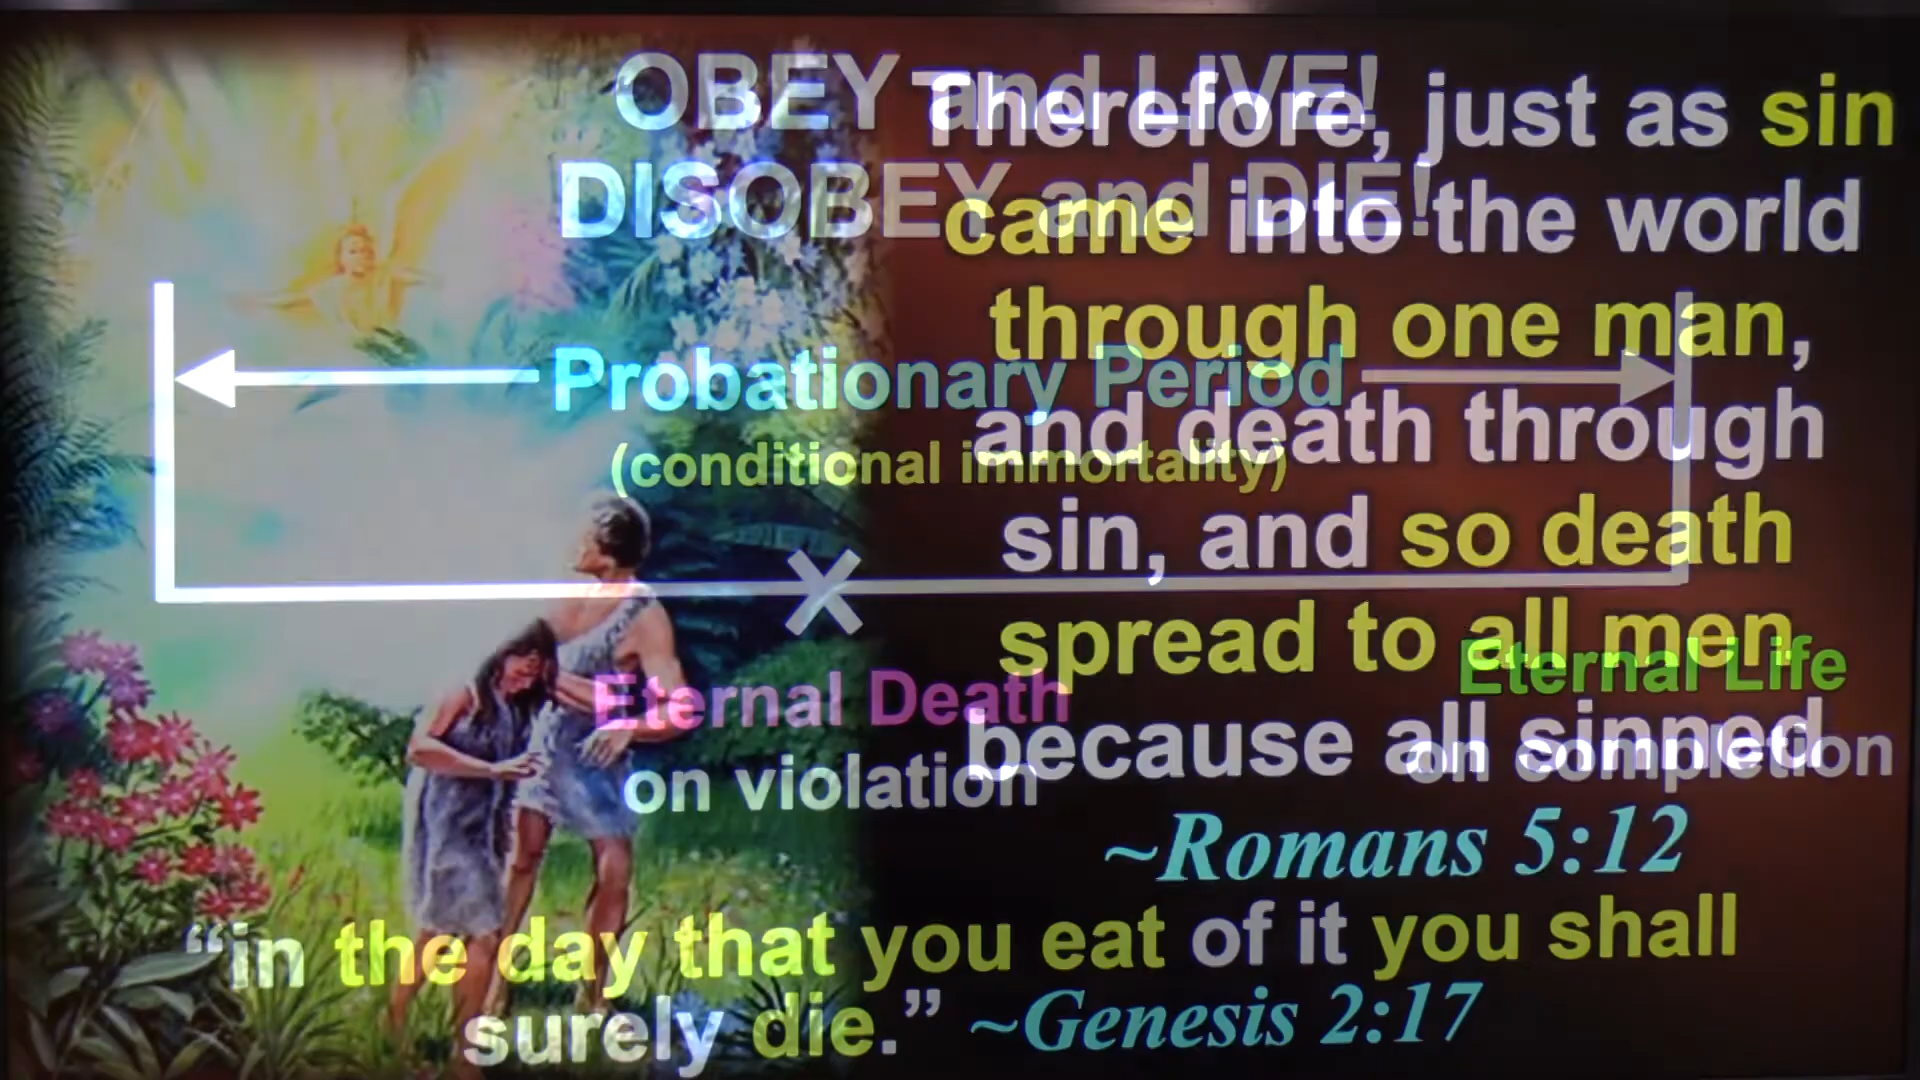 OBEY and LIVE!
DISOBEY and DIE!
Probationary Period
(conditional immortality)
Eternal Death
on violation
Eternal Life
on completion
“in the day that you eat of it you shall
surely die.” ~Genesis 2:17
Therefore, just as sin
came into the world
through one man,
and death through
sin, and so death
spread to all men
because all sinned
~Romans 5:12